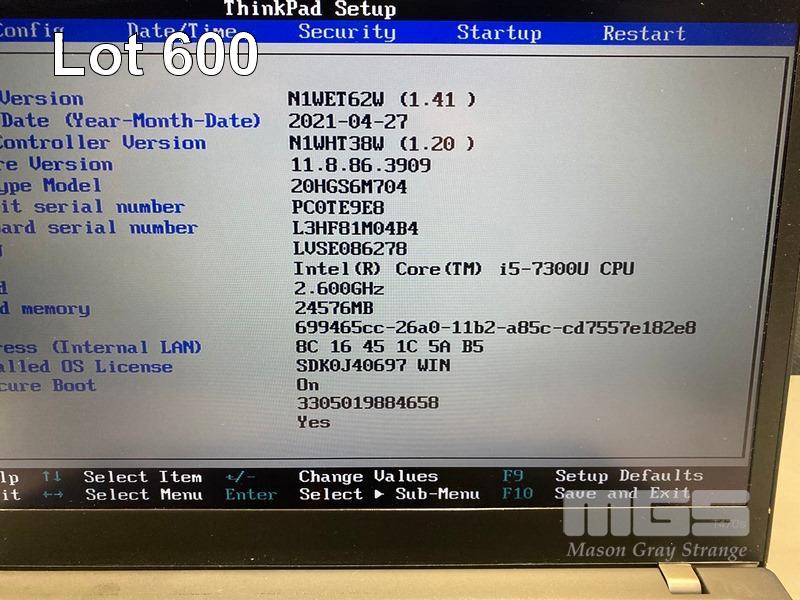 ThinkPad Setup
Config Date/Time Security Startup Restart
Lot 600
Version N1WET62W (1.41 )
Date (Year-Month-Date) 2021-04-27
Controller Version N1WHT38W (1.20 )
re Version 11.8.86.3909
ype Model 20HGS6M704
it serial number PC0TE9E8
ard serial number L3HF81M04B4
LVSE086278
Intel(R) Core(TM) i5-7300U CPU
d 2.600GHz
d memory 24576MB
699465cc-26a0-11b2-a85c-cd7557e182e8
ress (Internal LAN) 8C 16 45 1C 5A B5
alled OS License SDK0J40697 WIN
cure Boot On
3305019884658
Yes
lp ↑↓ Select Item +/- Change Values F9 Setup Defaults
it ←→ Select Menu Enter Select ▶ Sub-Menu F10 Save and Exit
MGS
T470s
Mason Gray Strange